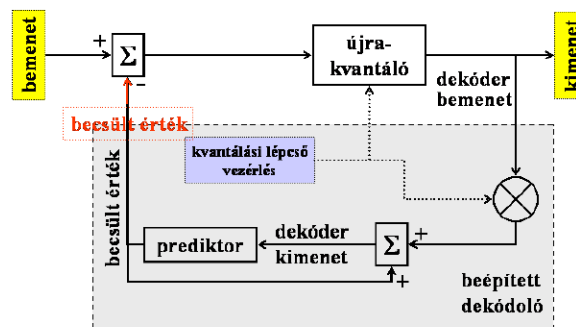 bemenet
+
Σ
−
újra-
kvantáló
kimenet
dekóder
bemenet
becsült érték
kvantálási lépcső
vezérlés
becsült érték
prediktor
dekóder
kimenet
Σ
+
+
beépített
dekódoló